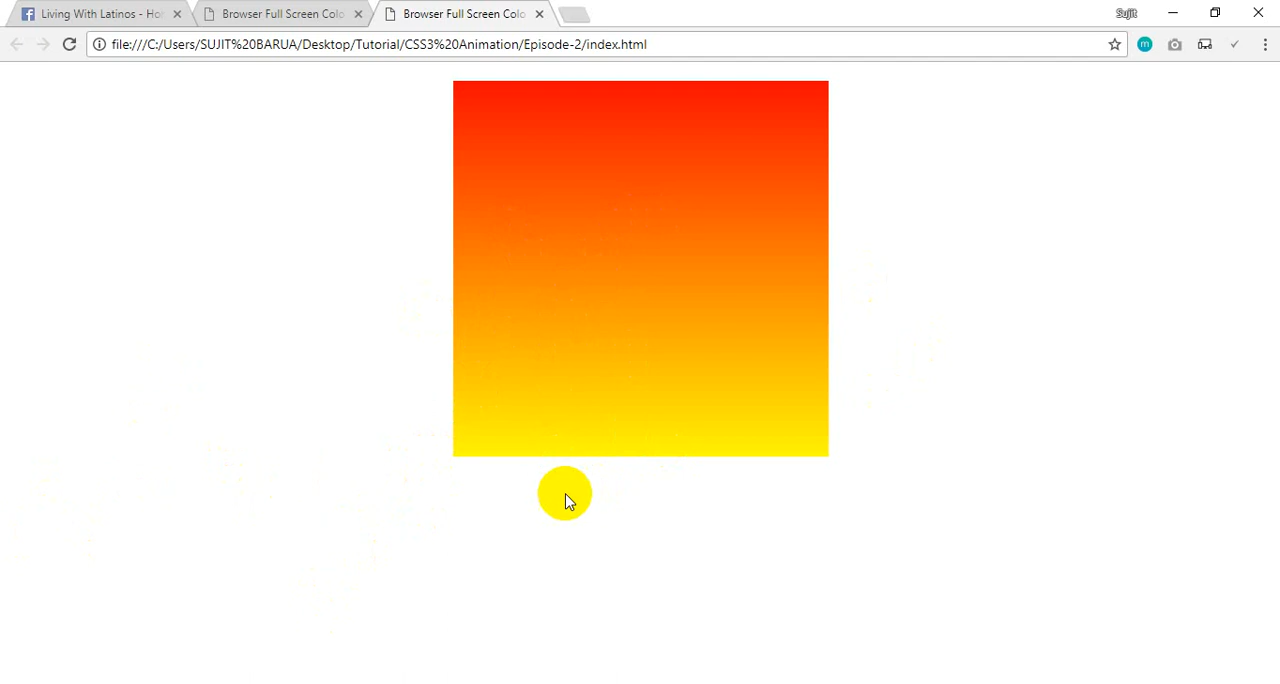 Living With Latinos - Ho
Browser Full Screen Colo
Browser Full Screen Colo
Sujit
file:///C:/Users/SUJIT%20BARUA/Desktop/Tutorial/CSS3%20Animation/Episode-2/index.html
m